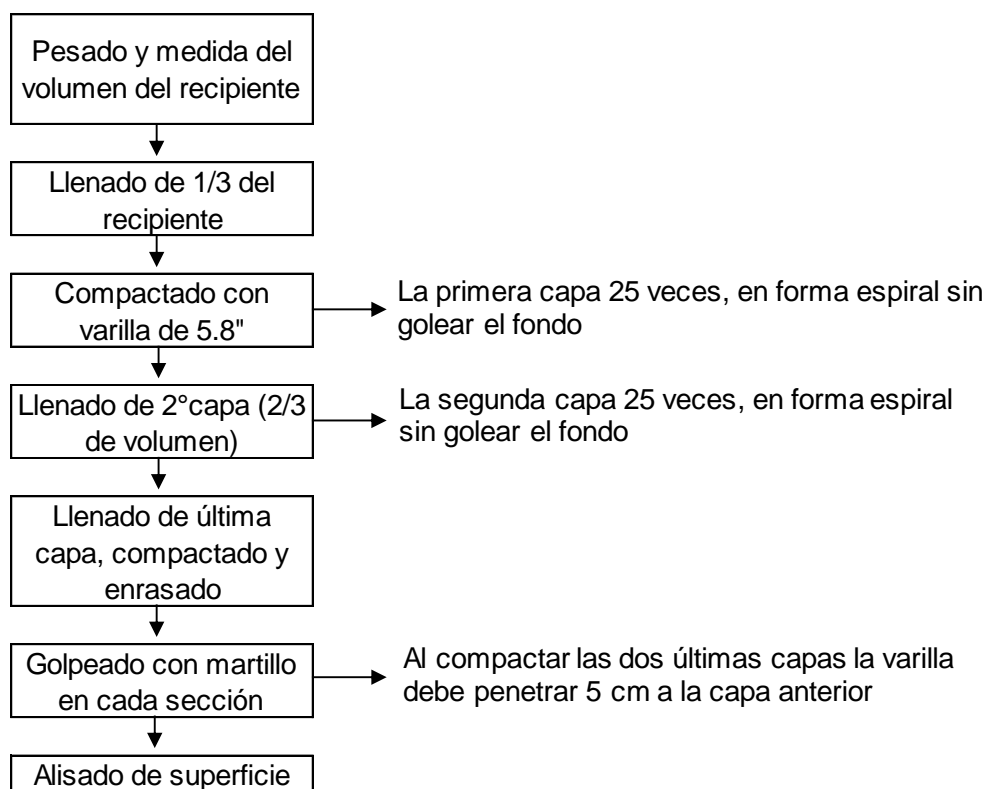 Pesado y medida del
volumen del recipiente
Llenado de 1/3 del
recipiente
Compactado con
varilla de 5.8"
La primera capa 25 veces, en forma espiral sin
golear el fondo
Llenado de 2°capa (2/3
de volumen)
La segunda capa 25 veces, en forma espiral
sin golear el fondo
Llenado de última
capa, compactado y
enrasado
Golpeado con martillo
en cada sección
Al compactar las dos últimas capas la varilla
debe penetrar 5 cm a la capa anterior
Alisado de superficie